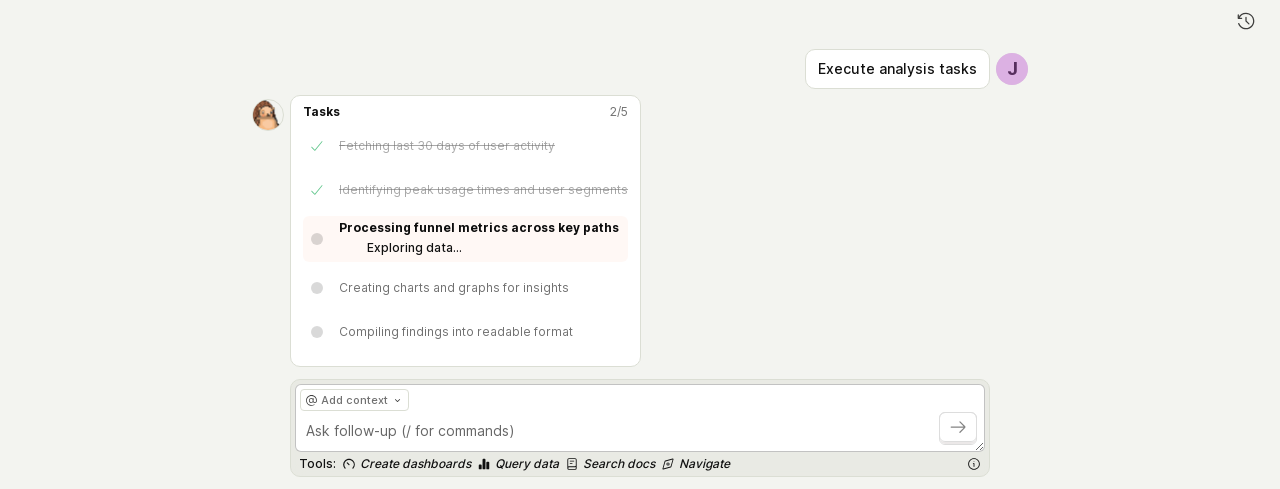 Execute analysis tasks
J
Tasks 2/5
Fetching last 30 days of user activity
Identifying peak usage times and user segments
Processing funnel metrics across key paths
Exploring data...
Creating charts and graphs for insights
Compiling findings into readable format
@ Add context
Ask follow-up (/ for commands)
Tools: Create dashboards Query data Search docs Navigate